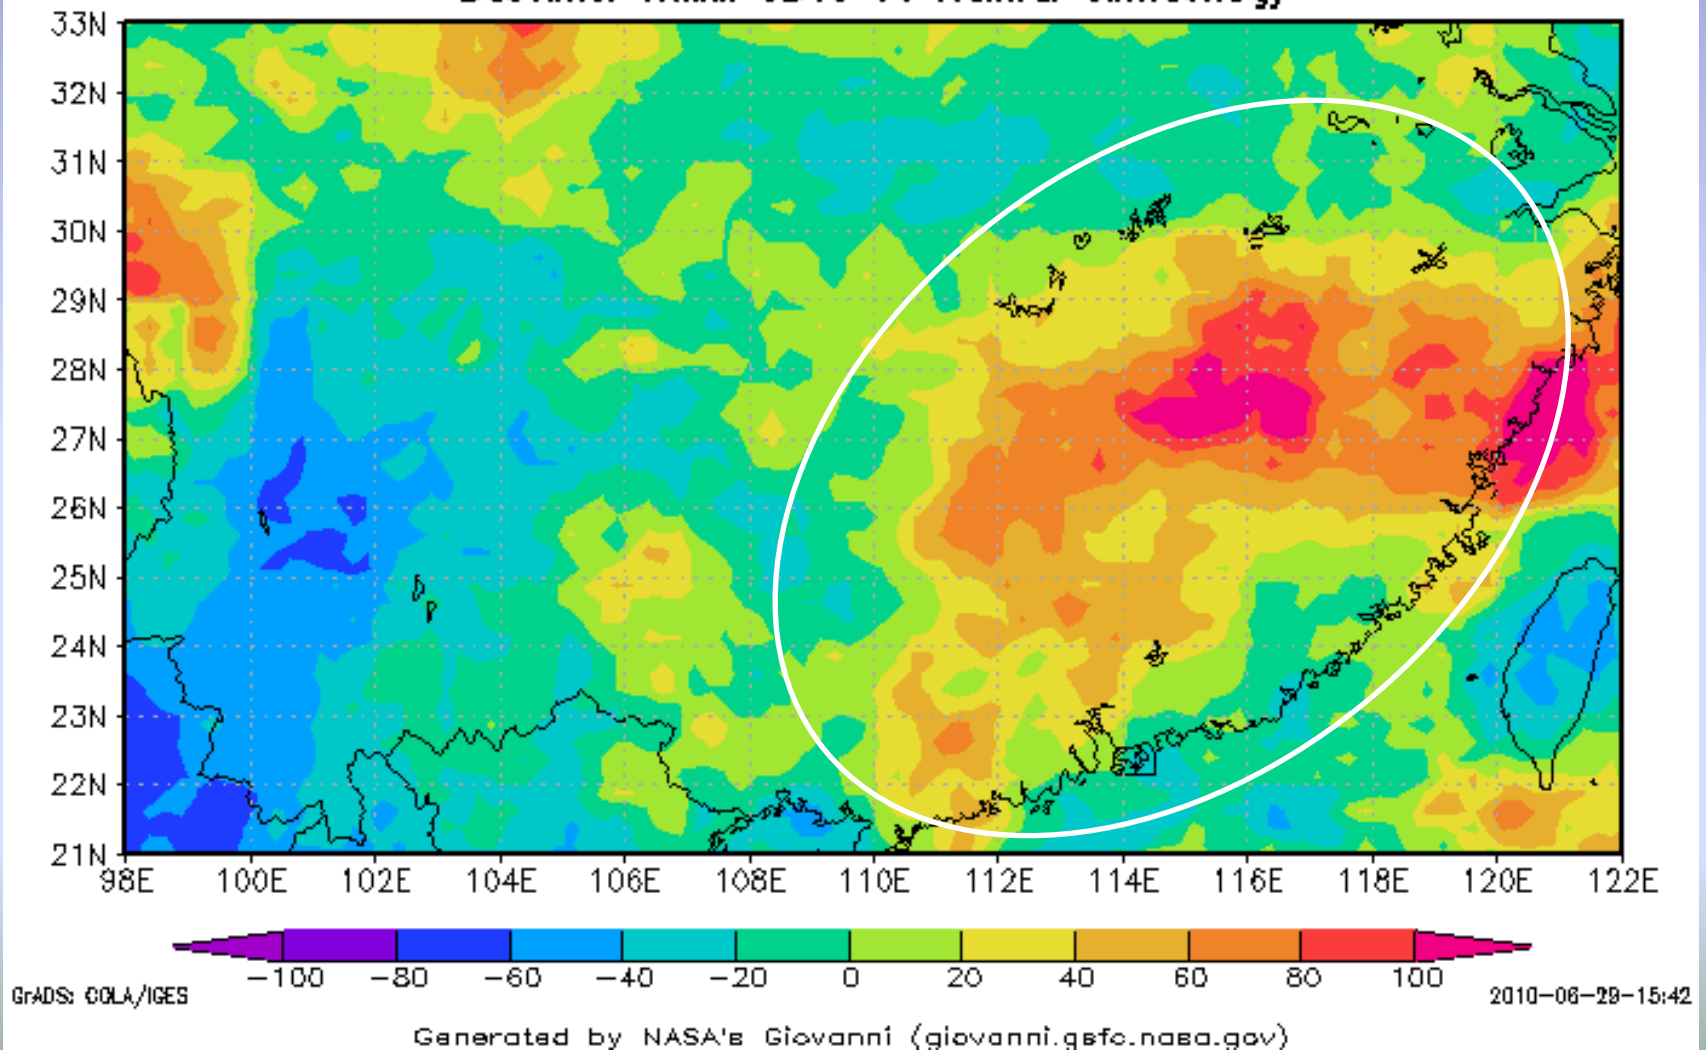 33N
32N
31N
30N
29N
28N
27N
26N
25N
24N
23N
22N
21N
98E 100E 102E 104E 106E 108E 110E 112E 114E 116E 118E 120E 122E
−100 −80 −60 −40 −20 0 20 40 60 80 100
GrADS: COLA/IGES
2010−06−29−15:42
Generated by NASA's Giovanni (giovanni.gsfc.nasa.gov)